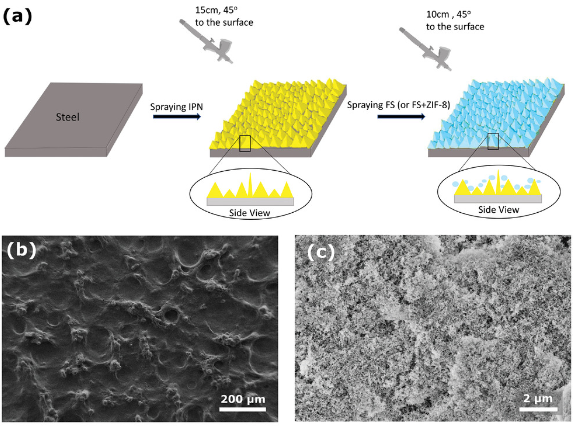 (a)
15cm, 45°
to the surface
10cm , 45°
to the surface
Steel
Spraying IPN
Spraying FS (or FS+ZIF-8)
Side View
Side View
(b)
200 µm
(c)
2 µm